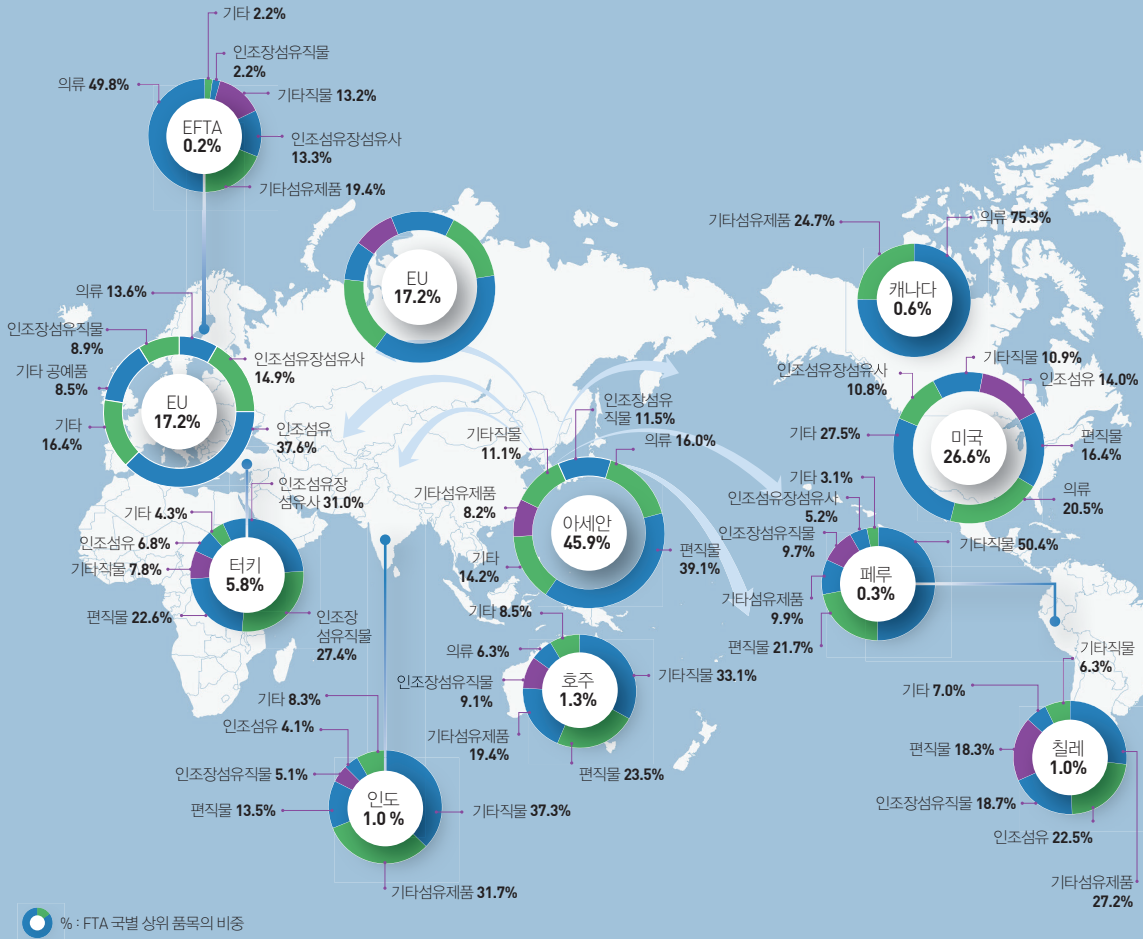 기타 2.2%
인조장섬유직물
2.2%
의류 49.8%
기타직물 13.2%
EFTA
0.2%
인조섬유장섬유사
13.3%
기타섬유제품 19.4%
EU
17.2%
기타섬유제품 24.7%
의류 75.3%
캐나다
0.6%
의류 13.6%
인조장섬유직물
8.9%
기타 공예품
8.5%
기타
16.4%
EU
17.2%
인조섬유장섬유사
14.9%
인조섬유
37.6%
인조섬유장섬유사
10.8%
기타직물 10.9%
인조섬유 14.0%
기타 27.5%
미국
26.6%
편직물
16.4%
의류
20.5%
인조장섬유
직물 11.5%
기타직물
11.1%
의류 16.0%
기타섬유제품
8.2%
아세안
45.9%
기타
14.2%
편직물
39.1%
인조섬유장
섬유사 31.0%
기타 4.3%
인조섬유 6.8%
기타직물 7.8%
터키
5.8%
편직물 22.6%
인조장
섬유직물
27.4%
기타 3.1%
인조섬유장섬유사
5.2%
인조장섬유직물
9.7%
기타직물 50.4%
페루
0.3%
기타섬유제품
9.9%
편직물 21.7%
기타 8.5%
의류 6.3%
인조장섬유직물
9.1%
호주
1.3%
기타직물 33.1%
기타섬유제품
19.4%
편직물 23.5%
기타직물
6.3%
기타 7.0%
편직물 18.3%
칠레
1.0%
인조장섬유직물 18.7%
인조섬유 22.5%
기타섬유제품
27.2%
기타 8.3%
인조섬유 4.1%
인조장섬유직물 5.1%
편직물 13.5%
인도
1.0 %
기타직물 37.3%
기타섬유제품 31.7%
% : FTA 국별 상위 품목의 비중